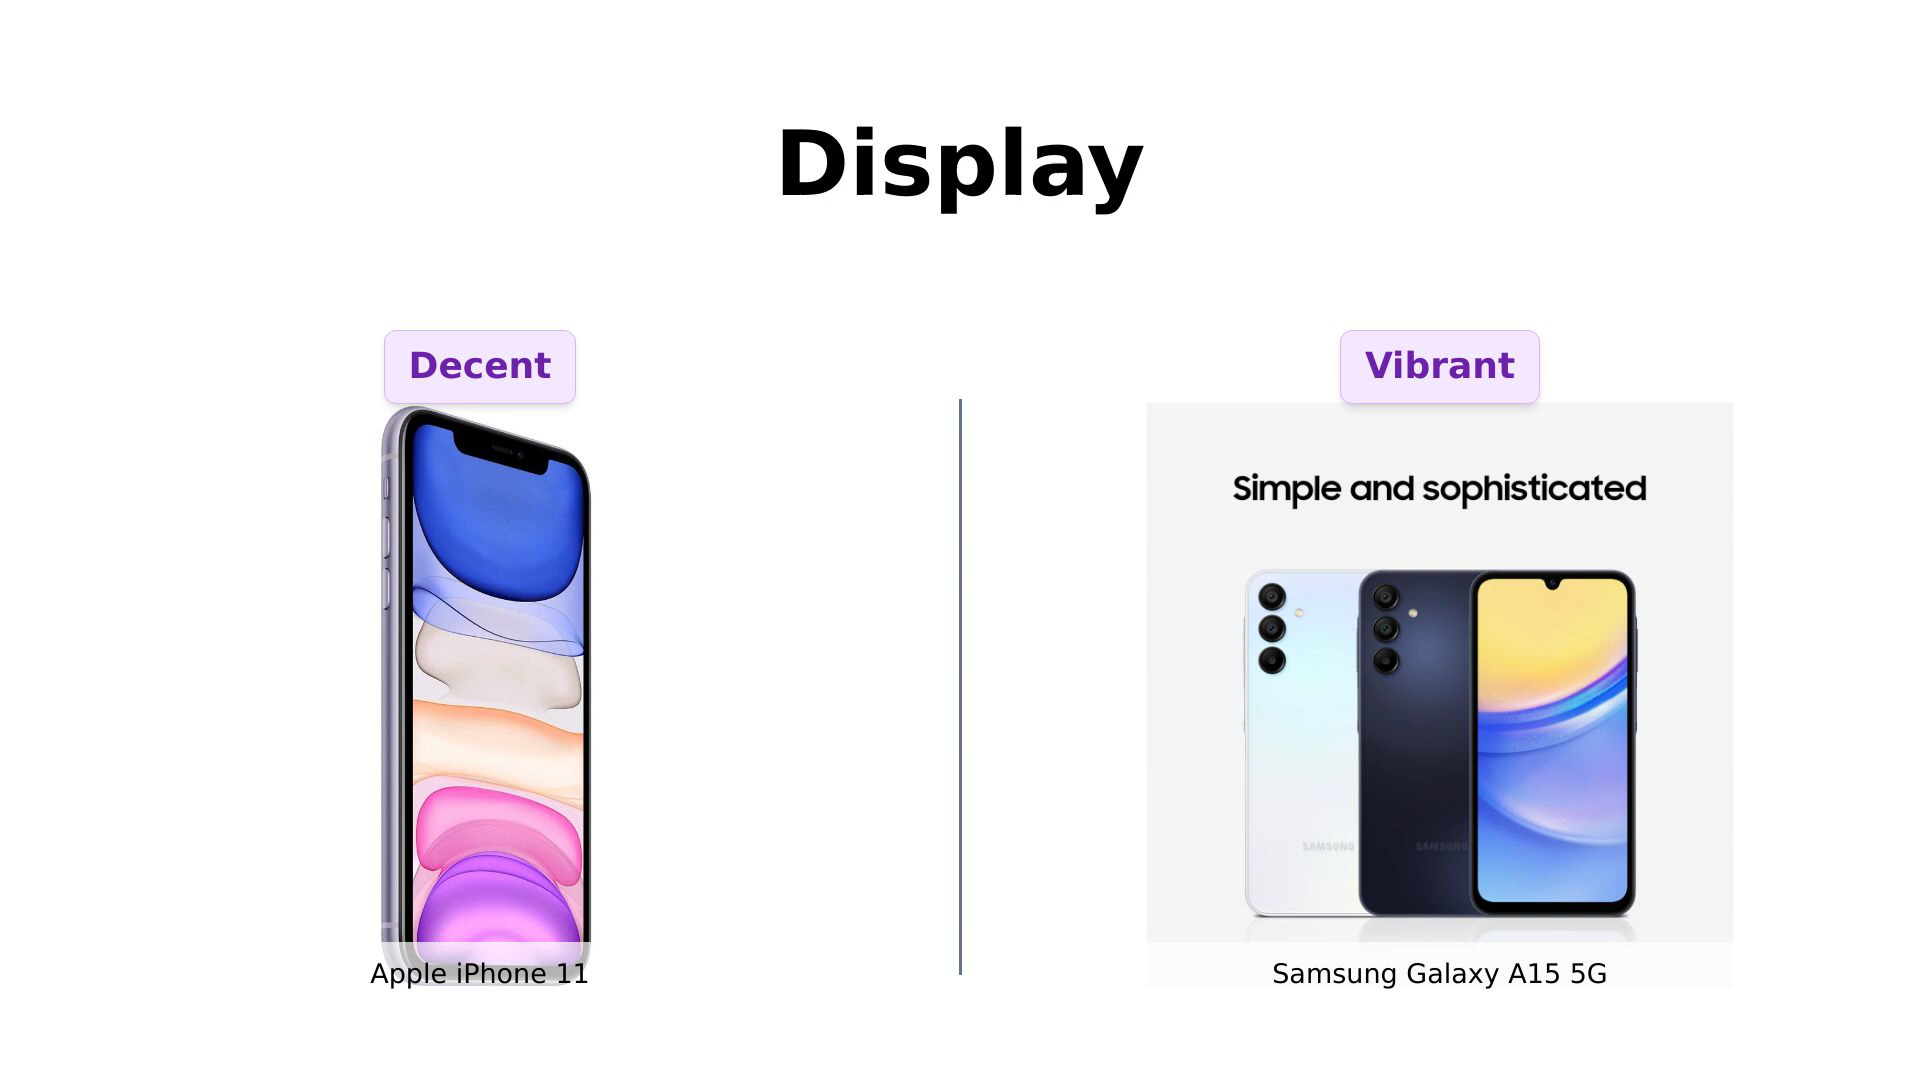 Display
Decent
Vibrant
Simple and sophisticated
SAMSUNG
SAMSUNG
Apple iPhone 11
Samsung Galaxy A15 5G